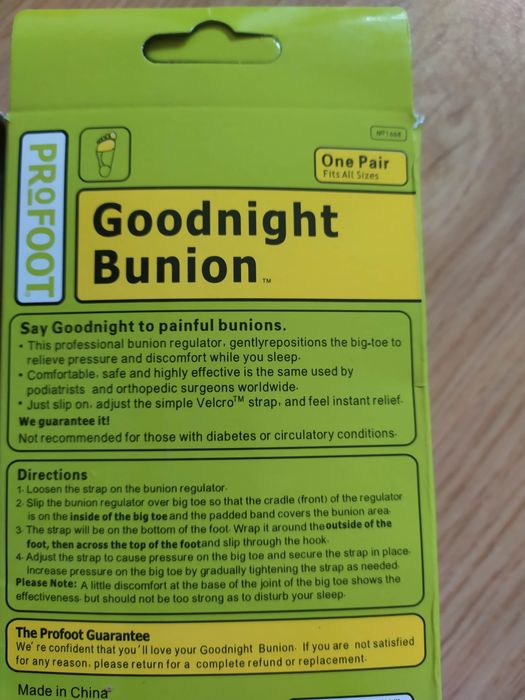 PROFOOT
Nº1668
One Pair
Fits All Sizes
Goodnight
Bunion™
Say Goodnight to painful bunions.
• This professional bunion regulator, gentlyrepositions the big-toe to
relieve pressure and discomfort while you sleep.
• Comfortable, safe and highly effective is the same used by
podiatrists and orthopedic surgeons worldwide.
• Just slip on, adjust the simple Velcro™ strap, and feel instant relief.
We guarantee it!
Not recommended for those with diabetes or circulatory conditions.
Directions
1. Loosen the strap on the bunion regulator.
2. Slip the bunion regulator over big toe so that the cradle (front) of the regulator
is on the inside of the big toe and the padded band covers the bunion area.
3. The strap will be on the bottom of the foot. Wrap it around the outside of the
foot, then across the top of the foot and slip through the hook.
4. Adjust the strap to cause pressure on the big toe and secure the strap in place.
Increase pressure on the big toe by gradually tightening the strap as needed.
Please Note: A little discomfort at the base of the joint of the big toe shows the
effectiveness. but should not be too strong as to disturb your sleep.
The Profoot Guarantee
We're confident that you'll love your Goodnight Bunion. If you are not satisfied
for any reason, please return for a complete refund or replacement.
Made in China